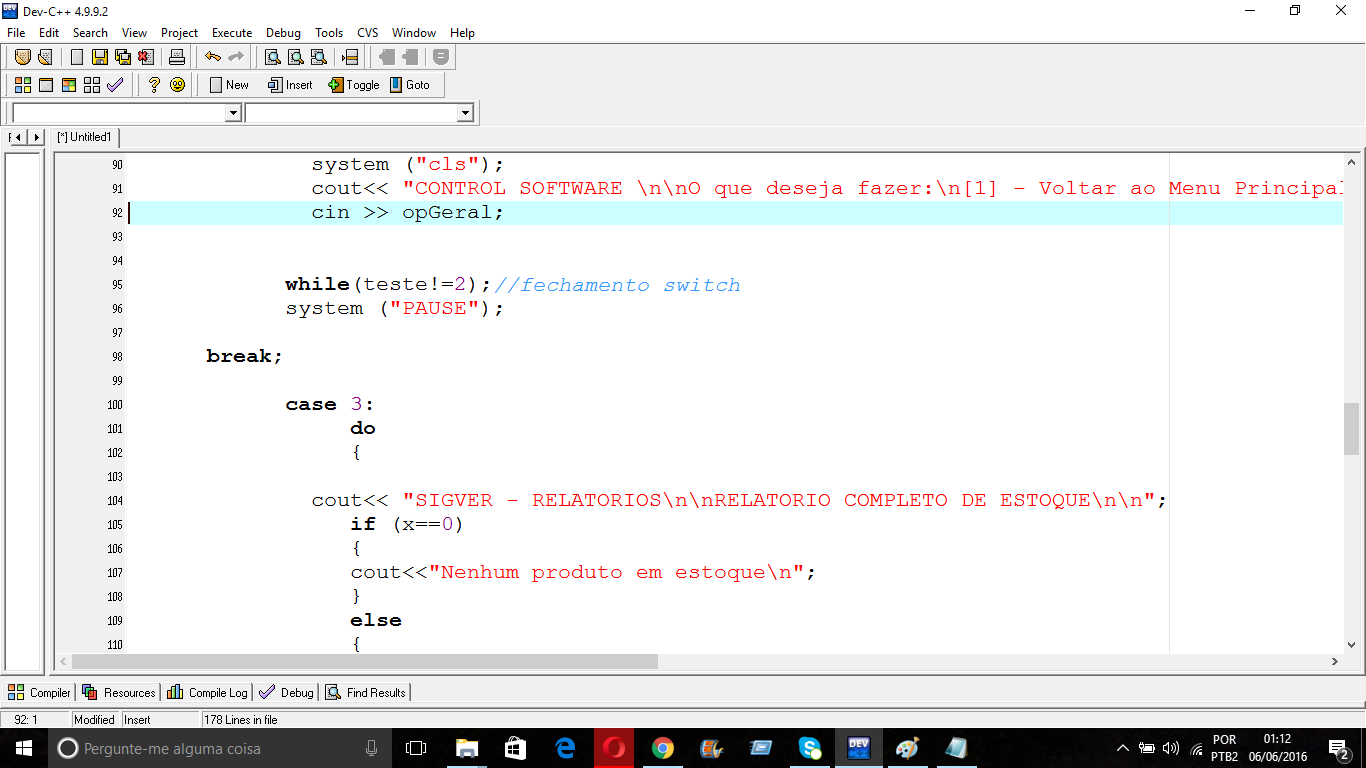 Dev-C++ 4.9.9.2
File Edit Search View Project Execute Debug Tools CVS Window Help
New Insert Toggle Goto
[*] Untitled1
90 system ("cls");
91 cout<< "CONTROL SOFTWARE \n\nO que deseja fazer:\n[1] - Voltar ao Menu Principal
92 cin >> opGeral;
93
94
95 while(teste!=2);//fechamento switch
96 system ("PAUSE");
97
98 break;
99
100 case 3:
101 do
102 {
103
104 cout<< "SIGVER - RELATORIOS\n\nRELATORIO COMPLETO DE ESTOQUE\n\n";
105 if (x==0)
106 {
107 cout<<"Nenhum produto em estoque\n";
108 }
109 else
110 {
Compiler Resources Compile Log Debug Find Results
92: 1 Modified Insert 178 Lines in file
Pergunte-me alguma coisa
POR 01:12
PTB2 06/06/2016
2